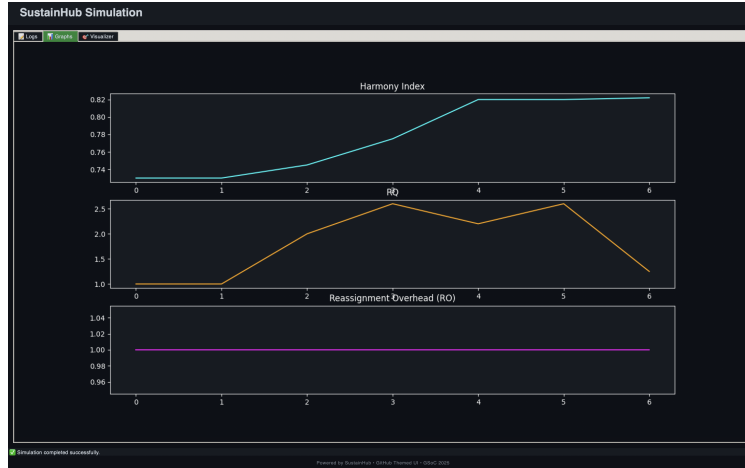 SustainHub Simulation
Logs Graphs Visualizer
Harmony Index
0.82
0.80
0.78
0.76
0.74
0 1 2 3 4 5 6
RQ
2.5
2.0
1.5
1.0
0 1 2 3 4 5 6
Reassignment Overhead (RO)
1.04
1.02
1.00
0.98
0.96
0 1 2 3 4 5 6
Simulation completed successfully.
Powered by SustainHub • GitHub Themed UI • GSoC 2025